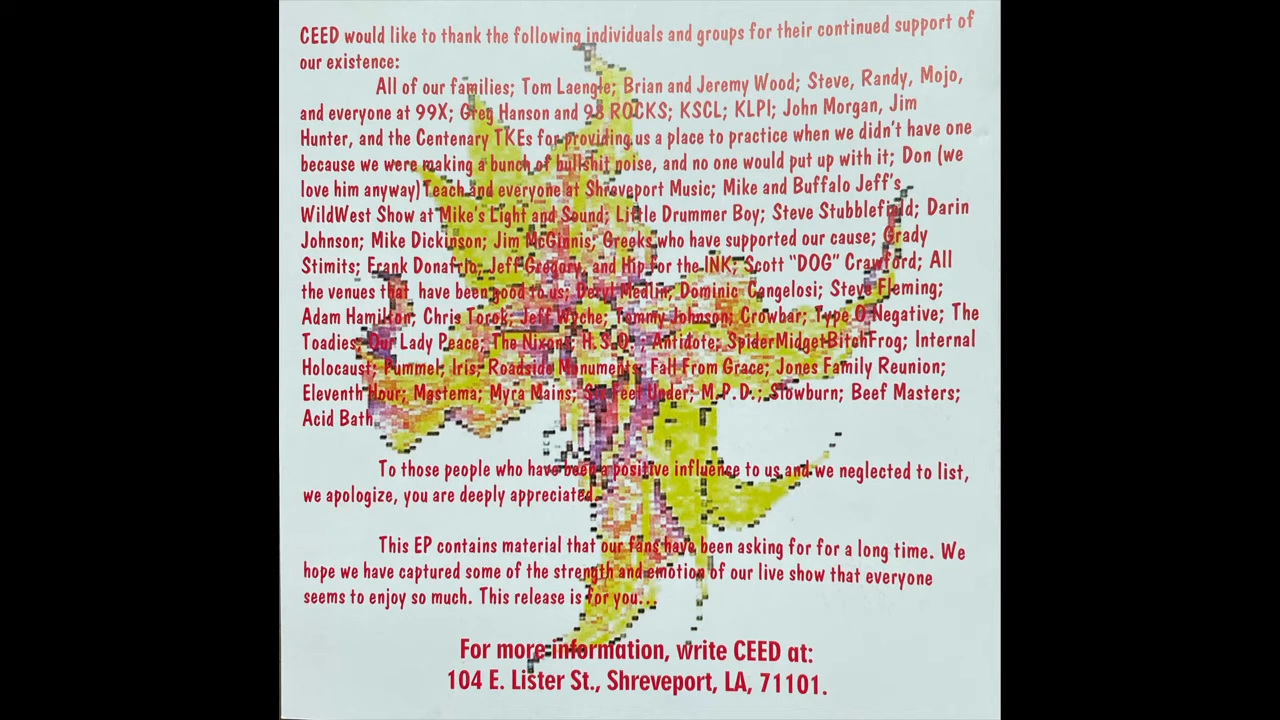 CEED would like to thank the following individuals and groups for their continued support of
our existence:
All of our families; Tom Laengle; Brian and Jeremy Wood; Steve, Randy, Mojo,
and everyone at 99X; Greg Hanson and 98 ROCKS; KSCL; KLPI; John Morgan, Jim
Hunter, and the Centenary TKEs for providing us a place to practice when we didn't have one
because we were making a bunch of bullshit noise, and no one would put up with it; Don (we
love him anyway) Teach and everyone at Shreveport Music; Mike and Buffalo Jeff's
WildWest Show at Mike's Light and Sound; Little Drummer Boy; Steve Stubblefield; Darin
Johnson; Mike Dickinson; Jim McGinnis; Greeks who have supported our cause; Grady
Stimits; Frank Donafrio, Jeff Gregory, and Hip for the INK; Scott "DOG" Crawford; All
the venues that have been good to us; Deryl Medlin, Dominic Cangelosi; Steve Fleming;
Adam Hamilton; Chris Torok, Jeff Wyche; Tommy Johnson; Crowbar; Type O Negative; The
Toadies; Our Lady Peace; The Nixons; H.S.O.; Antidote; SpiderMidgetBitchFrog; Internal
Holocaust; Pummel; Iris; Roadside Monuments; Fall From Grace; Jones Family Reunion;
Eleventh Hour; Mastema; Myra Mains; Six Feet Under; M.P.D.; Slowburn; Beef Masters;
Acid Bath.
To those people who have been a positive influence to us and we neglected to list,
we apologize, you are deeply appreciated.
This EP contains material that our fans have been asking for for a long time. We
hope we have captured some of the strength and emotion of our live show that everyone
seems to enjoy so much. This release is for you...
For more information, write CEED at:
104 E. Lister St., Shreveport, LA, 71101.